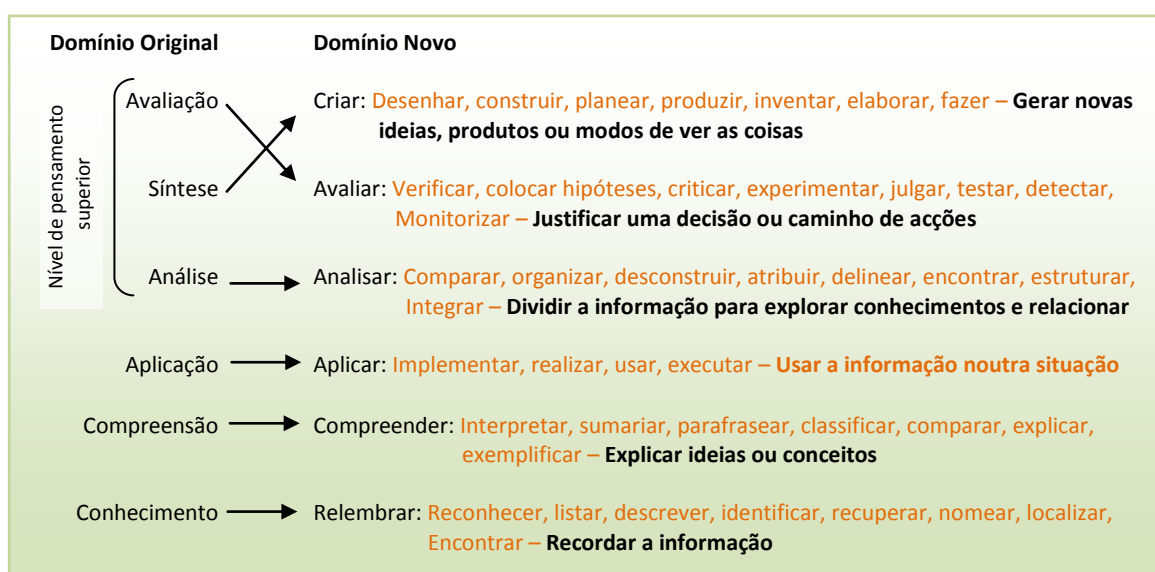 Domínio Original Domínio Novo
Nível de pensamento
superior
Avaliação
Criar: Desenhar, construir, planear, produzir, inventar, elaborar, fazer – Gerar novas
ideias, produtos ou modos de ver as coisas
Síntese
Avaliar: Verificar, colocar hipóteses, criticar, experimentar, julgar, testar, detectar,
Monitorizar – Justificar uma decisão ou caminho de acções
Análise
Analisar: Comparar, organizar, desconstruir, atribuir, delinear, encontrar, estruturar,
Integrar – Dividir a informação para explorar conhecimentos e relacionar
Aplicação
Aplicar: Implementar, realizar, usar, executar – Usar a informação noutra situação
Compreensão
Compreender: Interpretar, sumariar, parafrasear, classificar, comparar, explicar,
exemplificar – Explicar ideias ou conceitos
Conhecimento
Relembrar: Reconhecer, listar, descrever, identificar, recuperar, nomear, localizar,
Encontrar – Recordar a informação